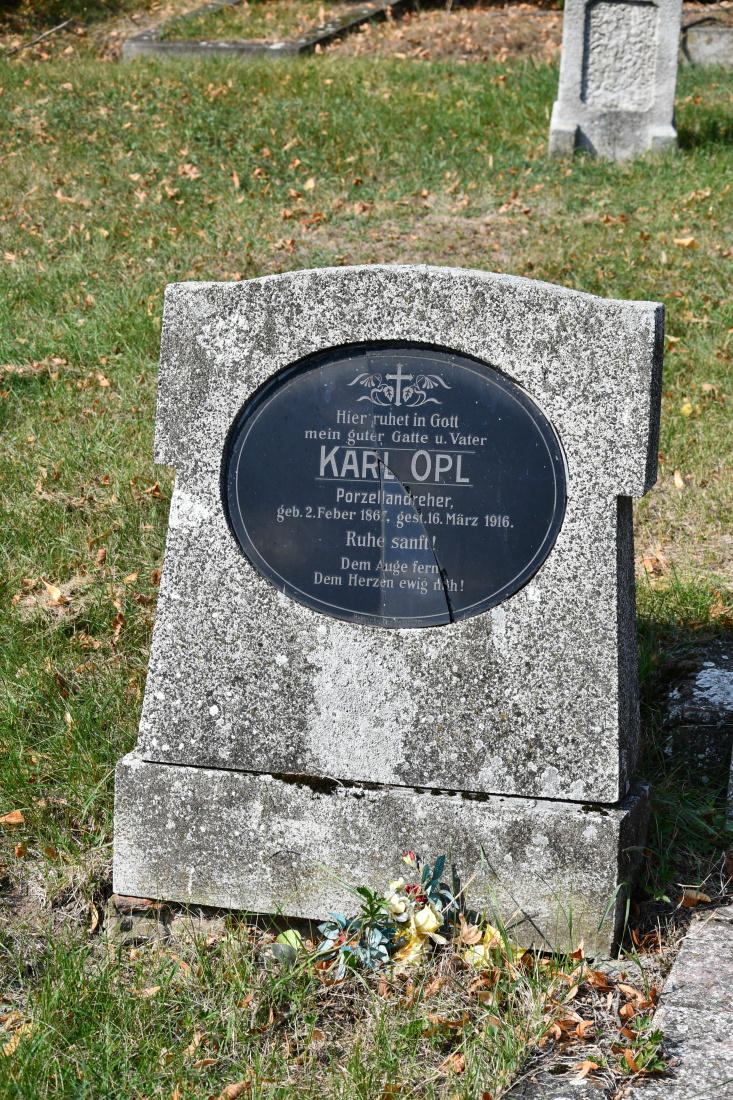 Hier ruhet in Gott
mein guter Gatte u. Vater
KARL OPL
Porzellandreher,
geb. 2. Feber 1867. gest. 16. März 1916.
Ruhe sanft!
Dem Auge fern
Dem Herzen ewig nah!